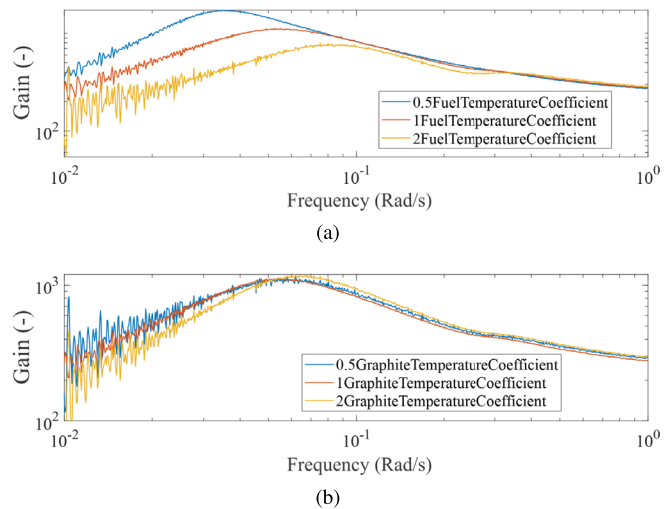 Gain (-)
10^2
0.5FuelTemperatureCoefficient
1FuelTemperatureCoefficient
2FuelTemperatureCoefficient
10^-2
10^-1
10^0
Frequency (Rad/s)
(a)
Gain (-)
10^3
10^2
0.5GraphiteTemperatureCoefficient
1GraphiteTemperatureCoefficient
2GraphiteTemperatureCoefficient
10^-2
10^-1
10^0
Frequency (Rad/s)
(b)